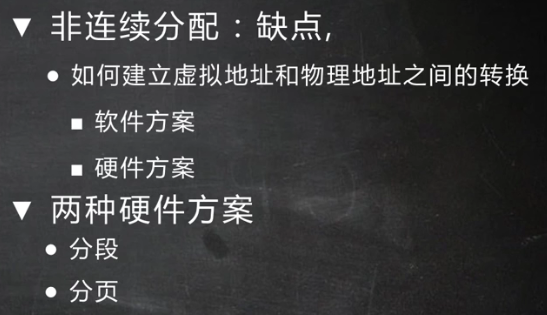 ▼ 非连续分配：缺点,
● 如何建立虚拟地址和物理地址之间的转换
■ 软件方案
■ 硬件方案
▼ 两种硬件方案
● 分段
● 分页